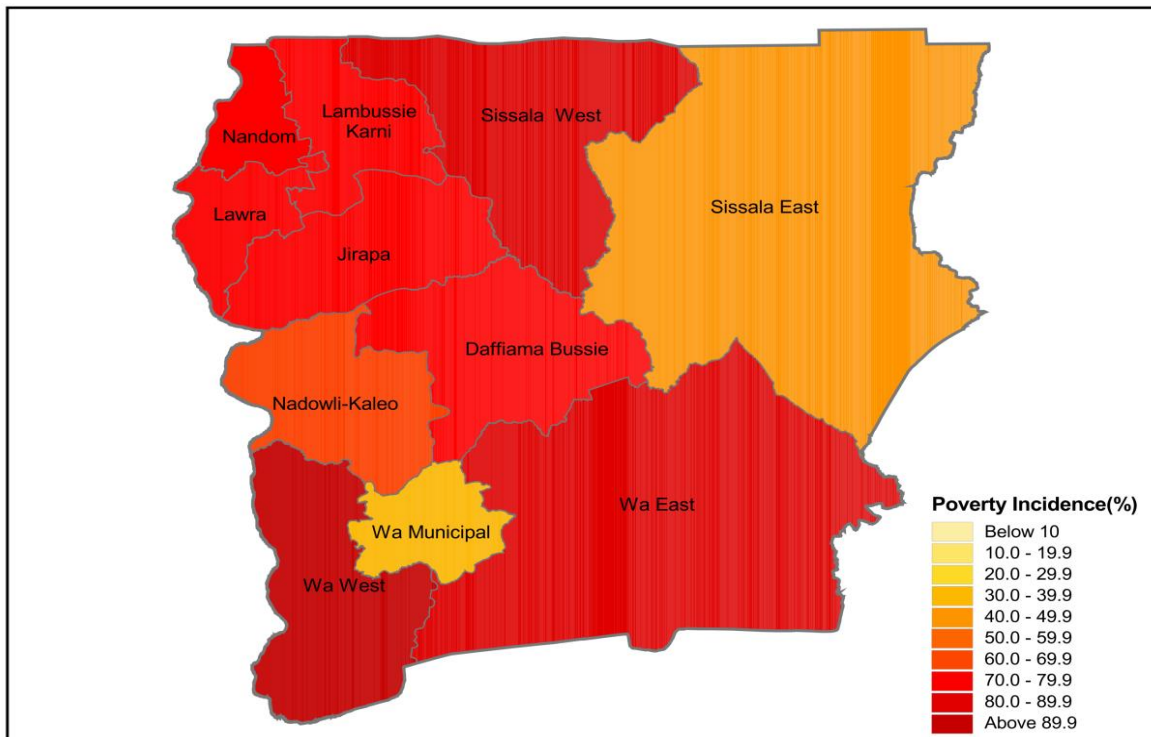 Nandom
Lambussie
Karni
Sissala  West
Lawra
Sissala East
Jirapa
Daffiama Bussie
Nadowli-Kaleo
Wa East
Wa Municipal
Wa West
Poverty Incidence(%)
Below 10
10.0 - 19.9
20.0 - 29.9
30.0 - 39.9
40.0 - 49.9
50.0 - 59.9
60.0 - 69.9
70.0 - 79.9
80.0 - 89.9
Above 89.9